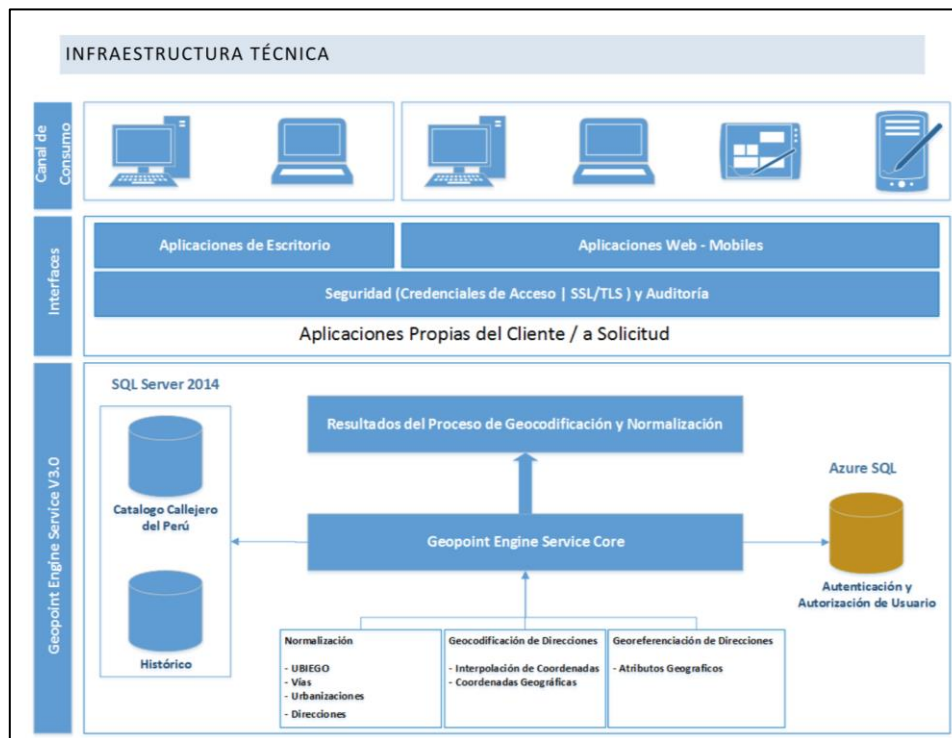 INFRAESTRUCTURA TÉCNICA
Canal de
Consumo
Interfaces
Aplicaciones de Escritorio
Aplicaciones Web - Mobiles
Seguridad (Credenciales de Acceso | SSL/TLS ) y Auditoría
Aplicaciones Propias del Cliente / a Solicitud
Geopoint Engine Service V3.0
SQL Server 2014
Catalogo Callejero
del Perú
Histórico
Resultados del Proceso de Geocodificación y Normalización
Geopoint Engine Service Core
Azure SQL
Autenticación y
Autorización de Usuario
Normalización
- UBIEGO
- Vías
- Urbanizaciones
- Direcciones
Geocodificación de Direcciones
- Interpolación de Coordenadas
- Coordenadas Geográficas
Georeferenciación de Direcciones
- Atributos Geograficos